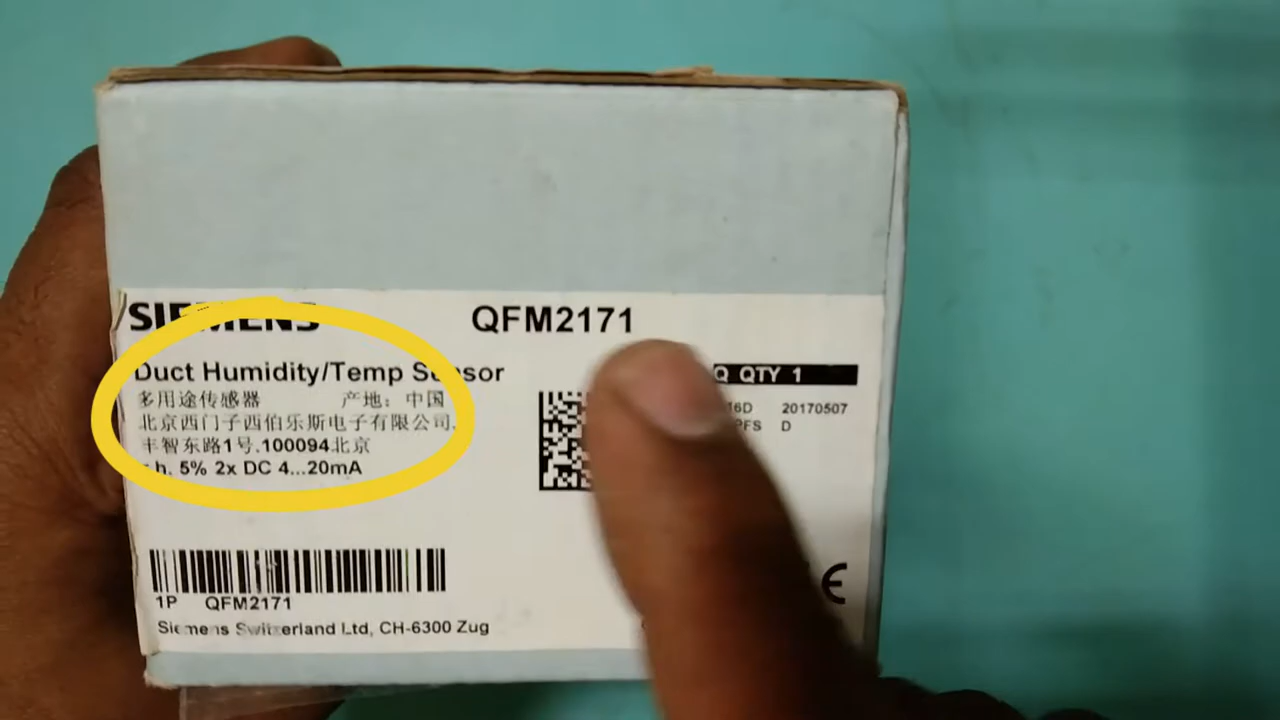 SIEMENS QFM2171
Duct Humidity/Temp Sensor
Q QTY 1
多用途传感器 产地：中国
16D 20170507
北京西门子西伯乐斯电子有限公司.
PFS D
丰智东路1号.100094北京
h. 5% 2x DC 4...20mA
1P QFM2171
CE
Siemens Switzerland Ltd, CH-6300 Zug